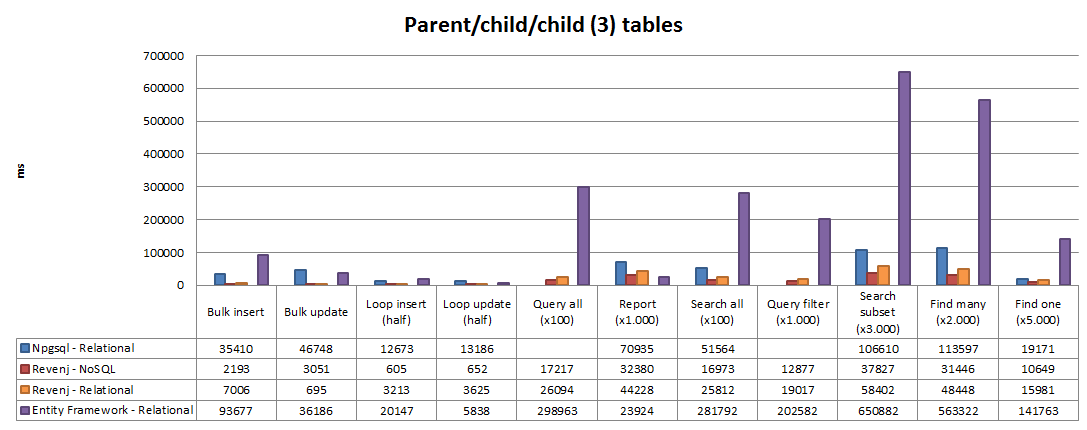 Parent/child/child (3) tables
ms
700000
600000
500000
400000
300000
200000
100000
0
Bulk insert Bulk update Loop insert (half) Loop update (half) Query all (x100) Report (x1.000) Search all (x100) Query filter (x1.000) Search subset (x3.000) Find many (x2.000) Find one (x5.000)
Npgsql - Relational 35410 46748 12673 13186 70935 51564 106610 113597 19171
Revenj - NoSQL 2193 3051 605 652 17217 32380 16973 12877 37827 31446 10649
Revenj - Relational 7006 695 3213 3625 26094 44228 25812 19017 58402 48448 15981
Entity Framework - Relational 93677 36186 20147 5838 298963 23924 281792 202582 650882 563322 141763